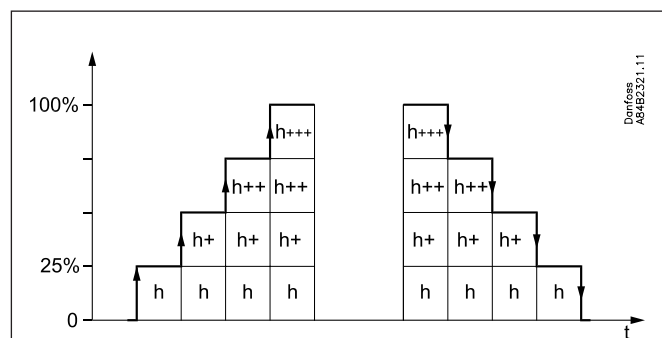 Danfoss
A84B2321.11
100%
h+++ h+++
h++ h++ h++ h++
h+ h+ h+ h+ h+ h+
25%
h h h h h h h h
0
t